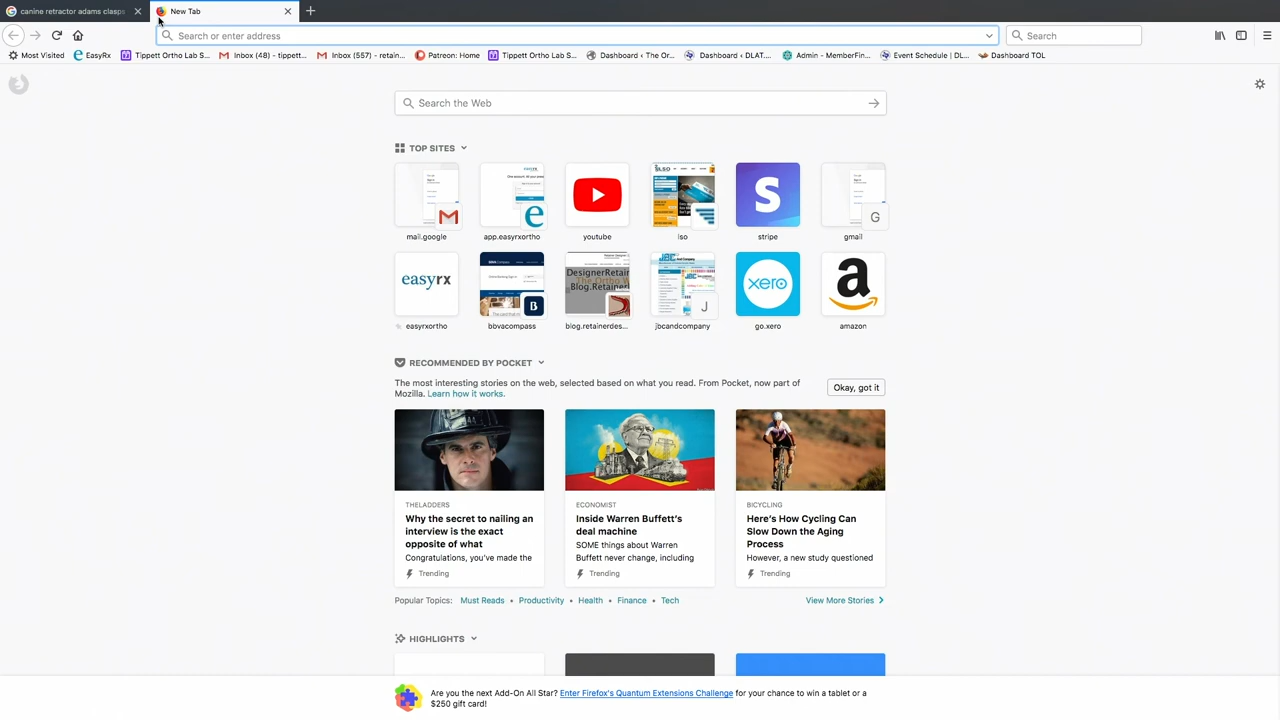 canine retractor adams clasps
New Tab
Search or enter address
Search
Most Visited
EasyRx
Tippett Ortho Lab S...
Inbox (48) - tippett...
Inbox (557) - retain...
Patreon: Home
Tippett Ortho Lab S...
Dashboard ‹ The Or...
Dashboard ‹ DLAT....
Admin - MemberFin...
Event Schedule | DL...
Dashboard TOL
Search the Web
TOP SITES
mail.google
app.easyrxortho
youtube
lso
stripe
gmail
easyrx
easyrxortho
bbvacompass
DesignerRetain
Blog.Retainer
blog.retainerdes...
JBC
jbcandcompany
xero
go.xero
amazon
RECOMMENDED BY POCKET
The most interesting stories on the web, selected based on what you read. From Pocket, now part of
Mozilla. Learn how it works.
Okay, got it
THELADDERS
Why the secret to nailing an
interview is the exact
opposite of what
Congratulations, you've made the
Trending
ECONOMIST
Inside Warren Buffett's
deal machine
SOME things about Warren
Buffett never change, including
Trending
BICYCLING
Here's How Cycling Can
Slow Down the Aging
Process
However, a new study questioned
Trending
Popular Topics: Must Reads • Productivity • Health • Finance • Tech
View More Stories
HIGHLIGHTS
Are you the next Add-On All Star? Enter Firefox's Quantum Extensions Challenge for your chance to win a tablet or a
$250 gift card!